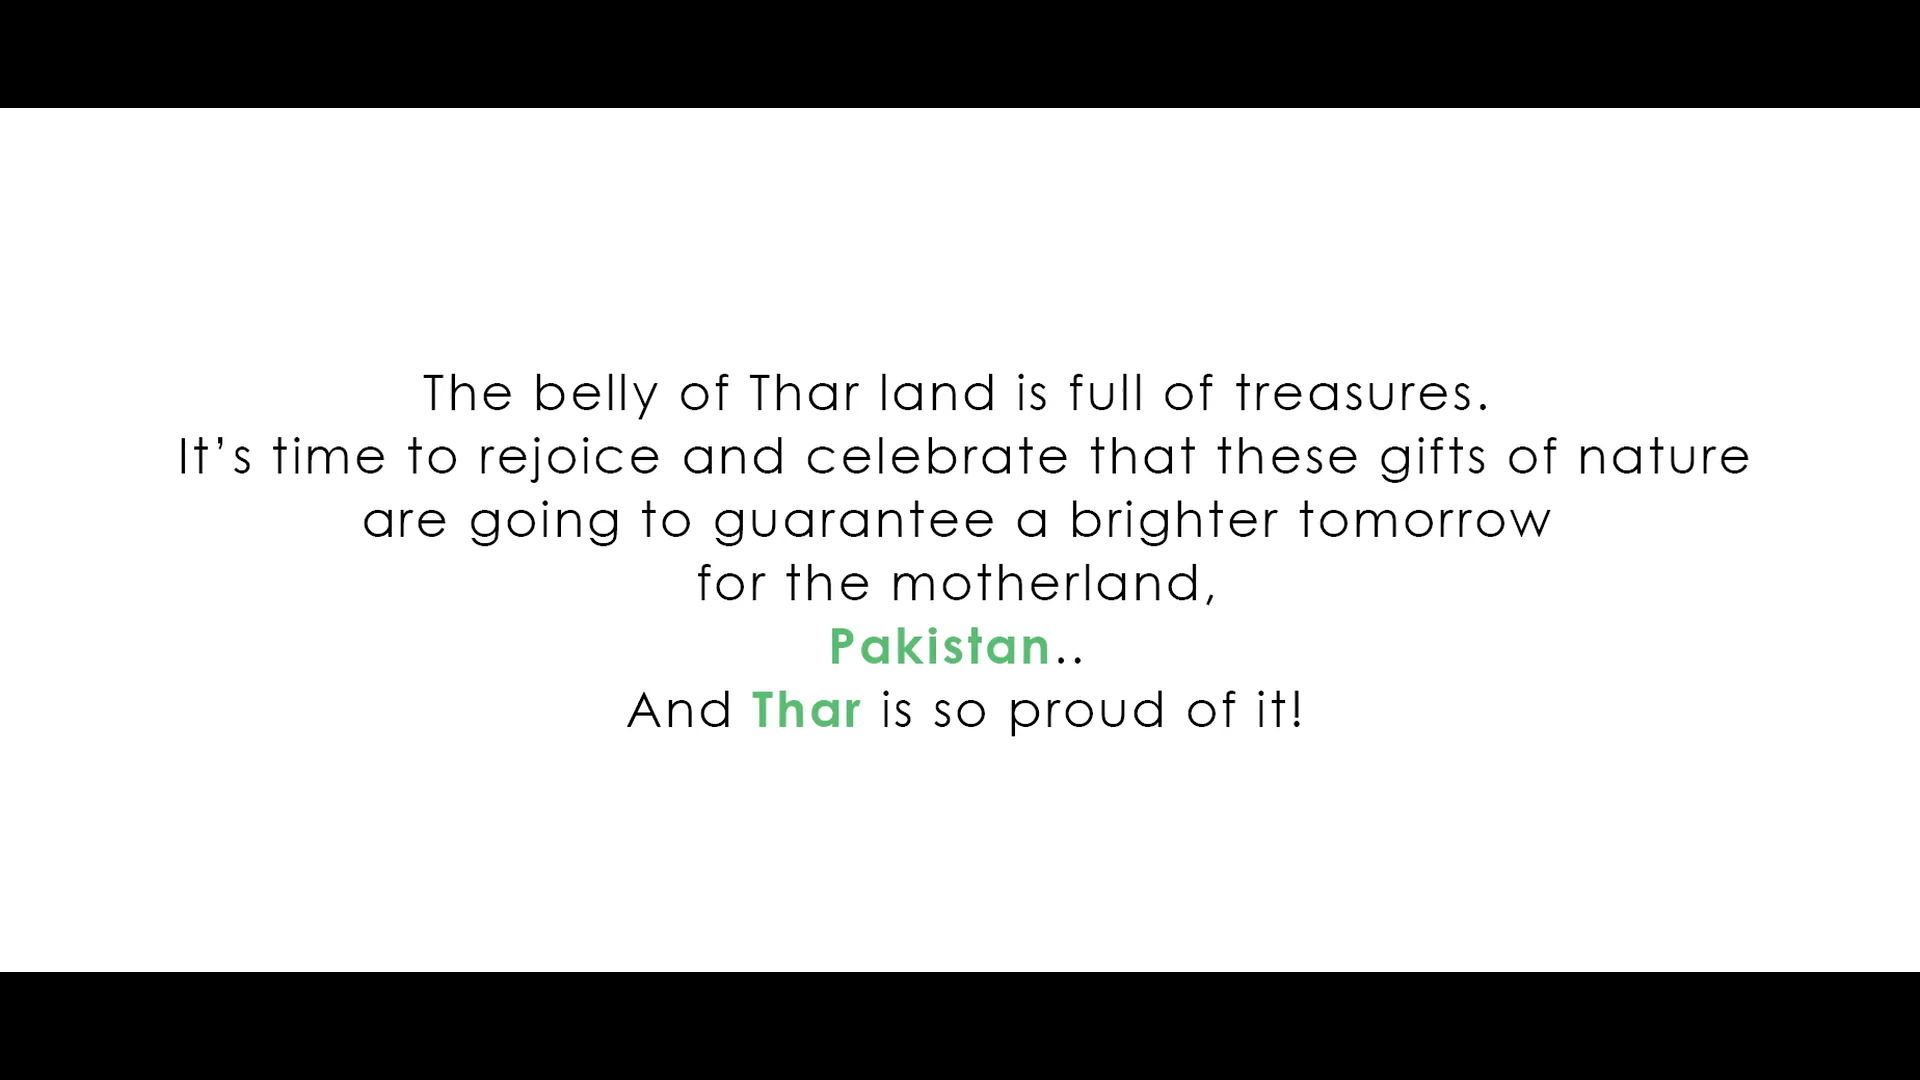 The belly of Thar land is full of treasures.
It’s time to rejoice and celebrate that these gifts of nature
are going to guarantee a brighter tomorrow
for the motherland,
Pakistan..
And Thar is so proud of it!